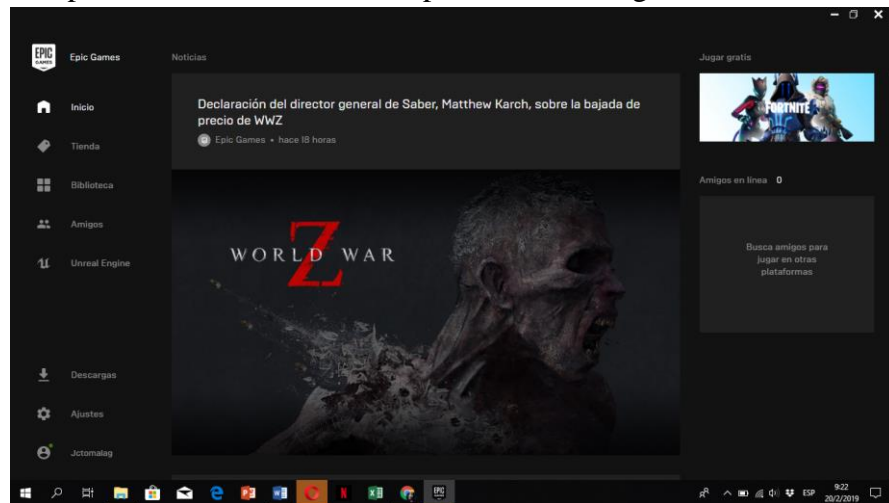 EPIC
GAMES
Epic Games
Inicio
Tienda
Biblioteca
Amigos
Unreal Engine
Descargas
Ajustes
Jctomalag
Noticias
Declaración del director general de Saber, Matthew Karch, sobre la bajada de
precio de WWZ
Epic Games • hace 18 horas
WORLD WAR
Z
Jugar gratis
FORTNITE
Amigos en línea 0
Busca amigos para
jugar en otras
plataformas
ESP
9:22
20/2/2019